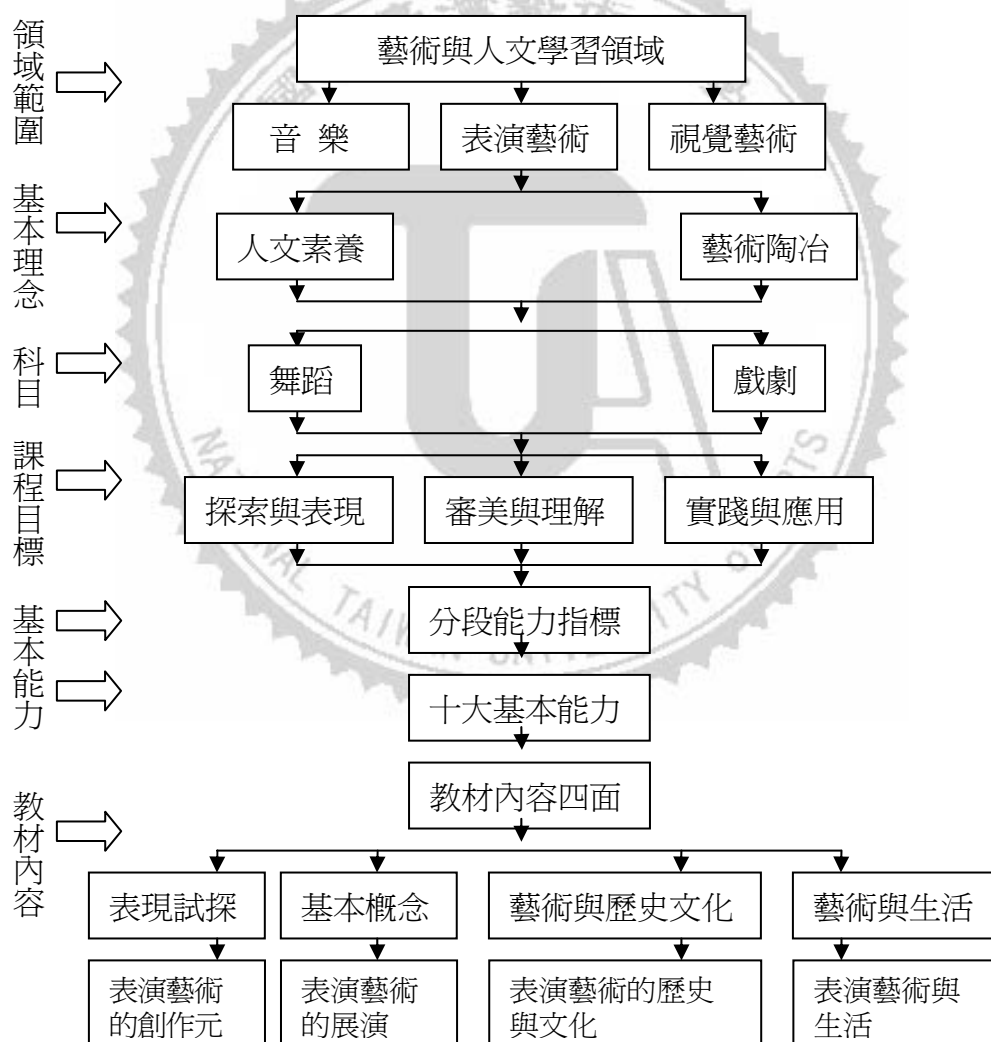 領域範圍
藝術與人文學習領域
音 樂
表演藝術
視覺藝術
基本理念
人文素養
藝術陶冶
科目
舞蹈
戲劇
課程目標
探索與表現
審美與理解
實踐與應用
基本能力
分段能力指標
十大基本能力
教材內容四面
教材內容
表現試探
基本概念
藝術與歷史文化
藝術與生活
表演藝術
的創作元
表演藝術
的展演
表演藝術的歷史
與文化
表演藝術與
生活